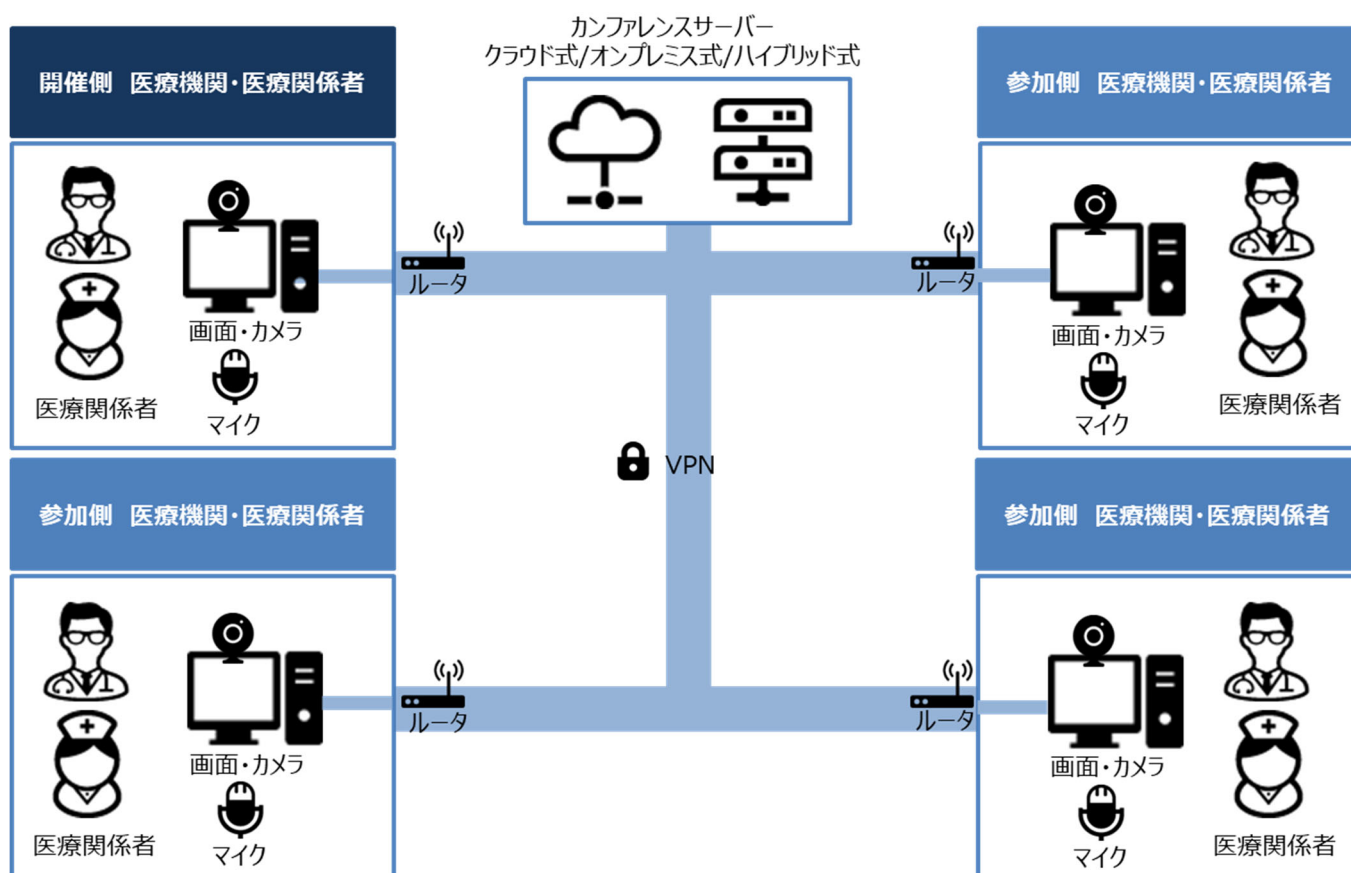 カンファレンスサーバー
クラウド式/オンプレミス式/ハイブリッド式
開催側 医療機関・医療関係者
ルータ
画面・カメラ
マイク
医療関係者
参加側 医療機関・医療関係者
ルータ
画面・カメラ
マイク
医療関係者
VPN
参加側 医療機関・医療関係者
ルータ
画面・カメラ
マイク
医療関係者
参加側 医療機関・医療関係者
ルータ
画面・カメラ
マイク
医療関係者